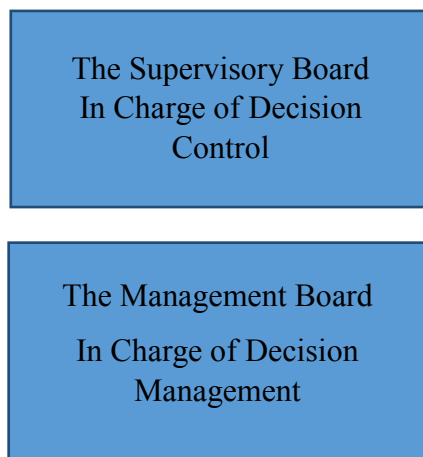 The Supervisory Board
In Charge of Decision
Control
The Management Board
In Charge of Decision
Management